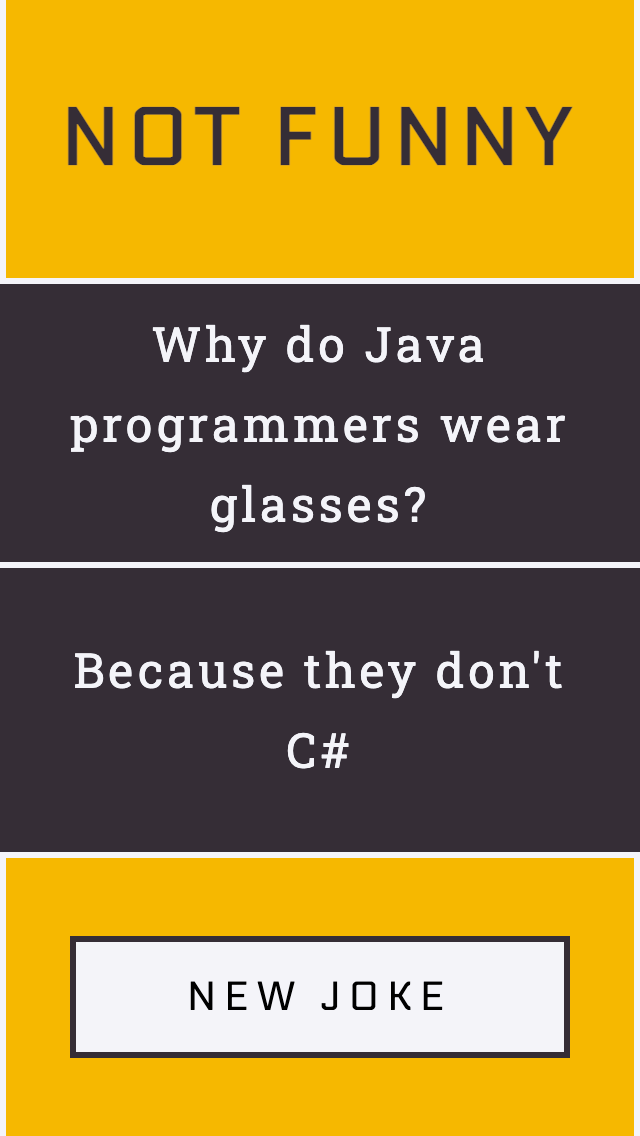 NOT FUNNY
Why do Java
programmers wear
glasses?
Because they don't
C#
NEW JOKE